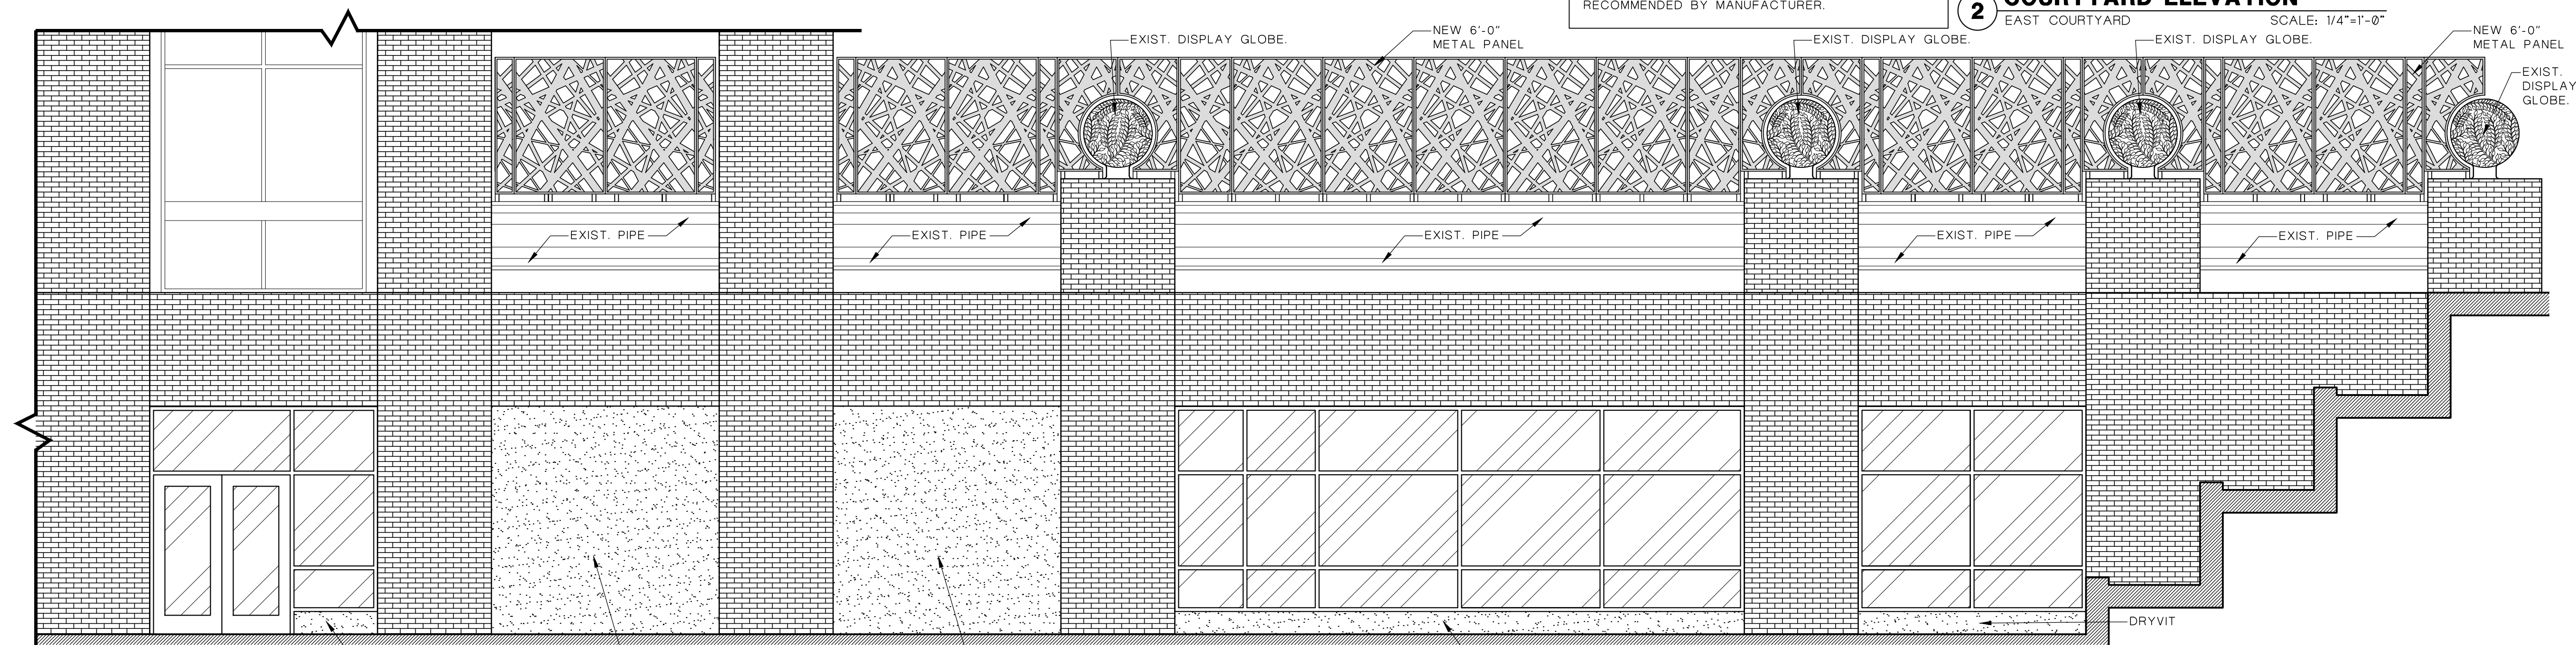 RECOMMENDED BY MANUFACTURER.
2
COURTYARD ELEVATION
EAST COURTYARD
SCALE: 1/4"=1'-0"
EXIST. DISPLAY GLOBE.
NEW 6'-0"
METAL PANEL
EXIST. DISPLAY GLOBE.
EXIST. DISPLAY GLOBE.
NEW 6'-0"
METAL PANEL
EXIST.
DISPLAY
GLOBE.
EXIST. PIPE
EXIST. PIPE
EXIST. PIPE
EXIST. PIPE
EXIST. PIPE
DRYVIT